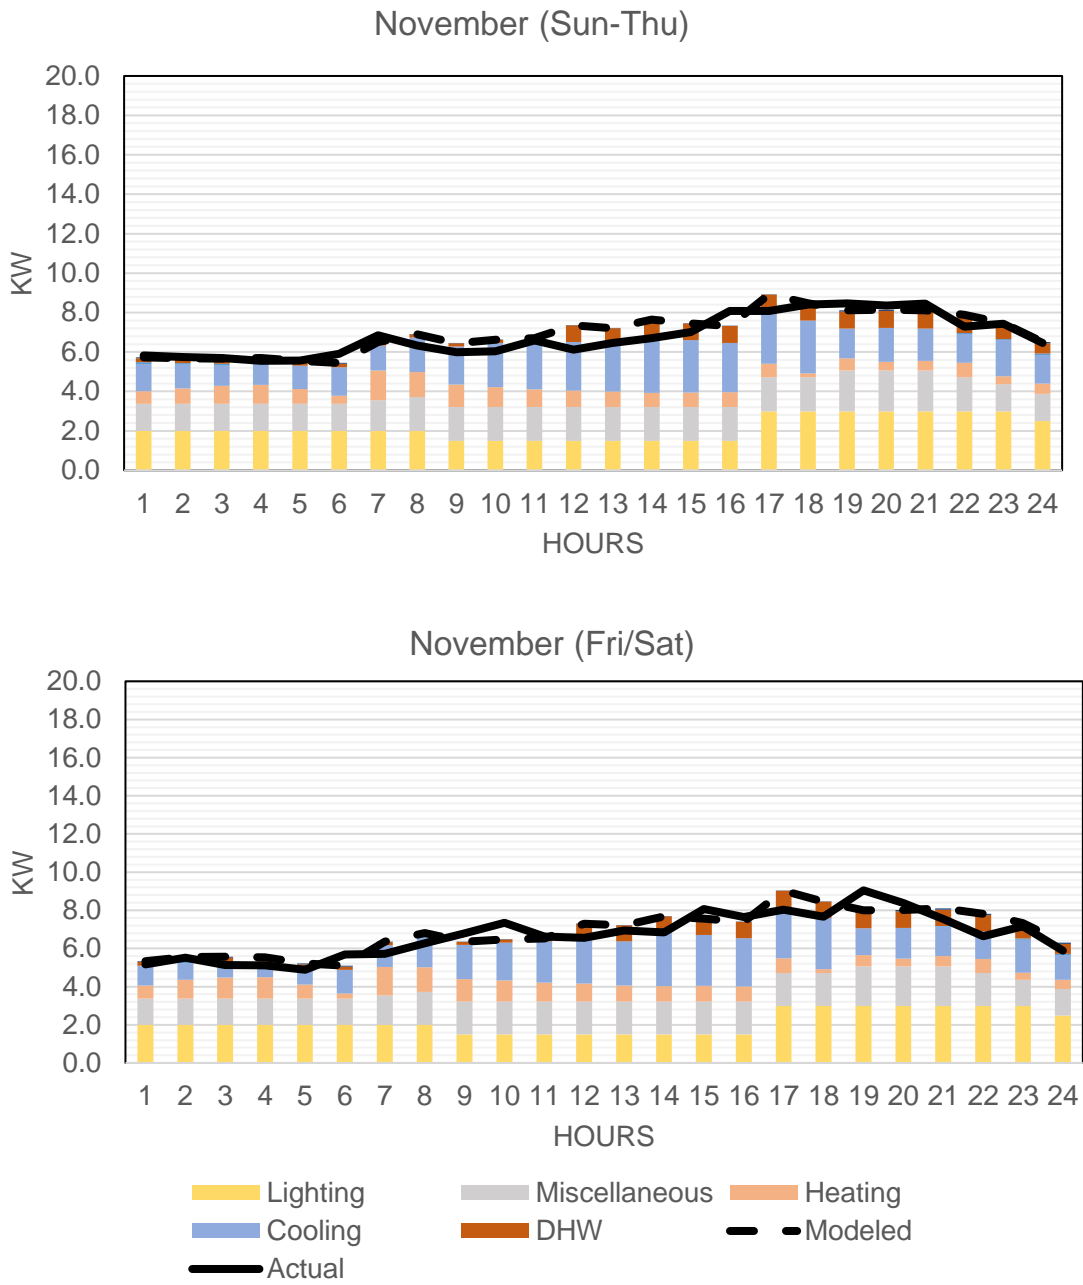 November (Sun-Thu)
20.0
18.0
16.0
14.0
12.0
10.0
8.0
6.0
4.0
2.0
0.0
KW
1 2 3 4 5 6 7 8 9 10 11 12 13 14 15 16 17 18 19 20 21 22 23 24
HOURS
November (Fri/Sat)
20.0
18.0
16.0
14.0
12.0
10.0
8.0
6.0
4.0
2.0
0.0
KW
1 2 3 4 5 6 7 8 9 10 11 12 13 14 15 16 17 18 19 20 21 22 23 24
HOURS
Lighting Miscellaneous Heating
Cooling DHW Modeled
Actual